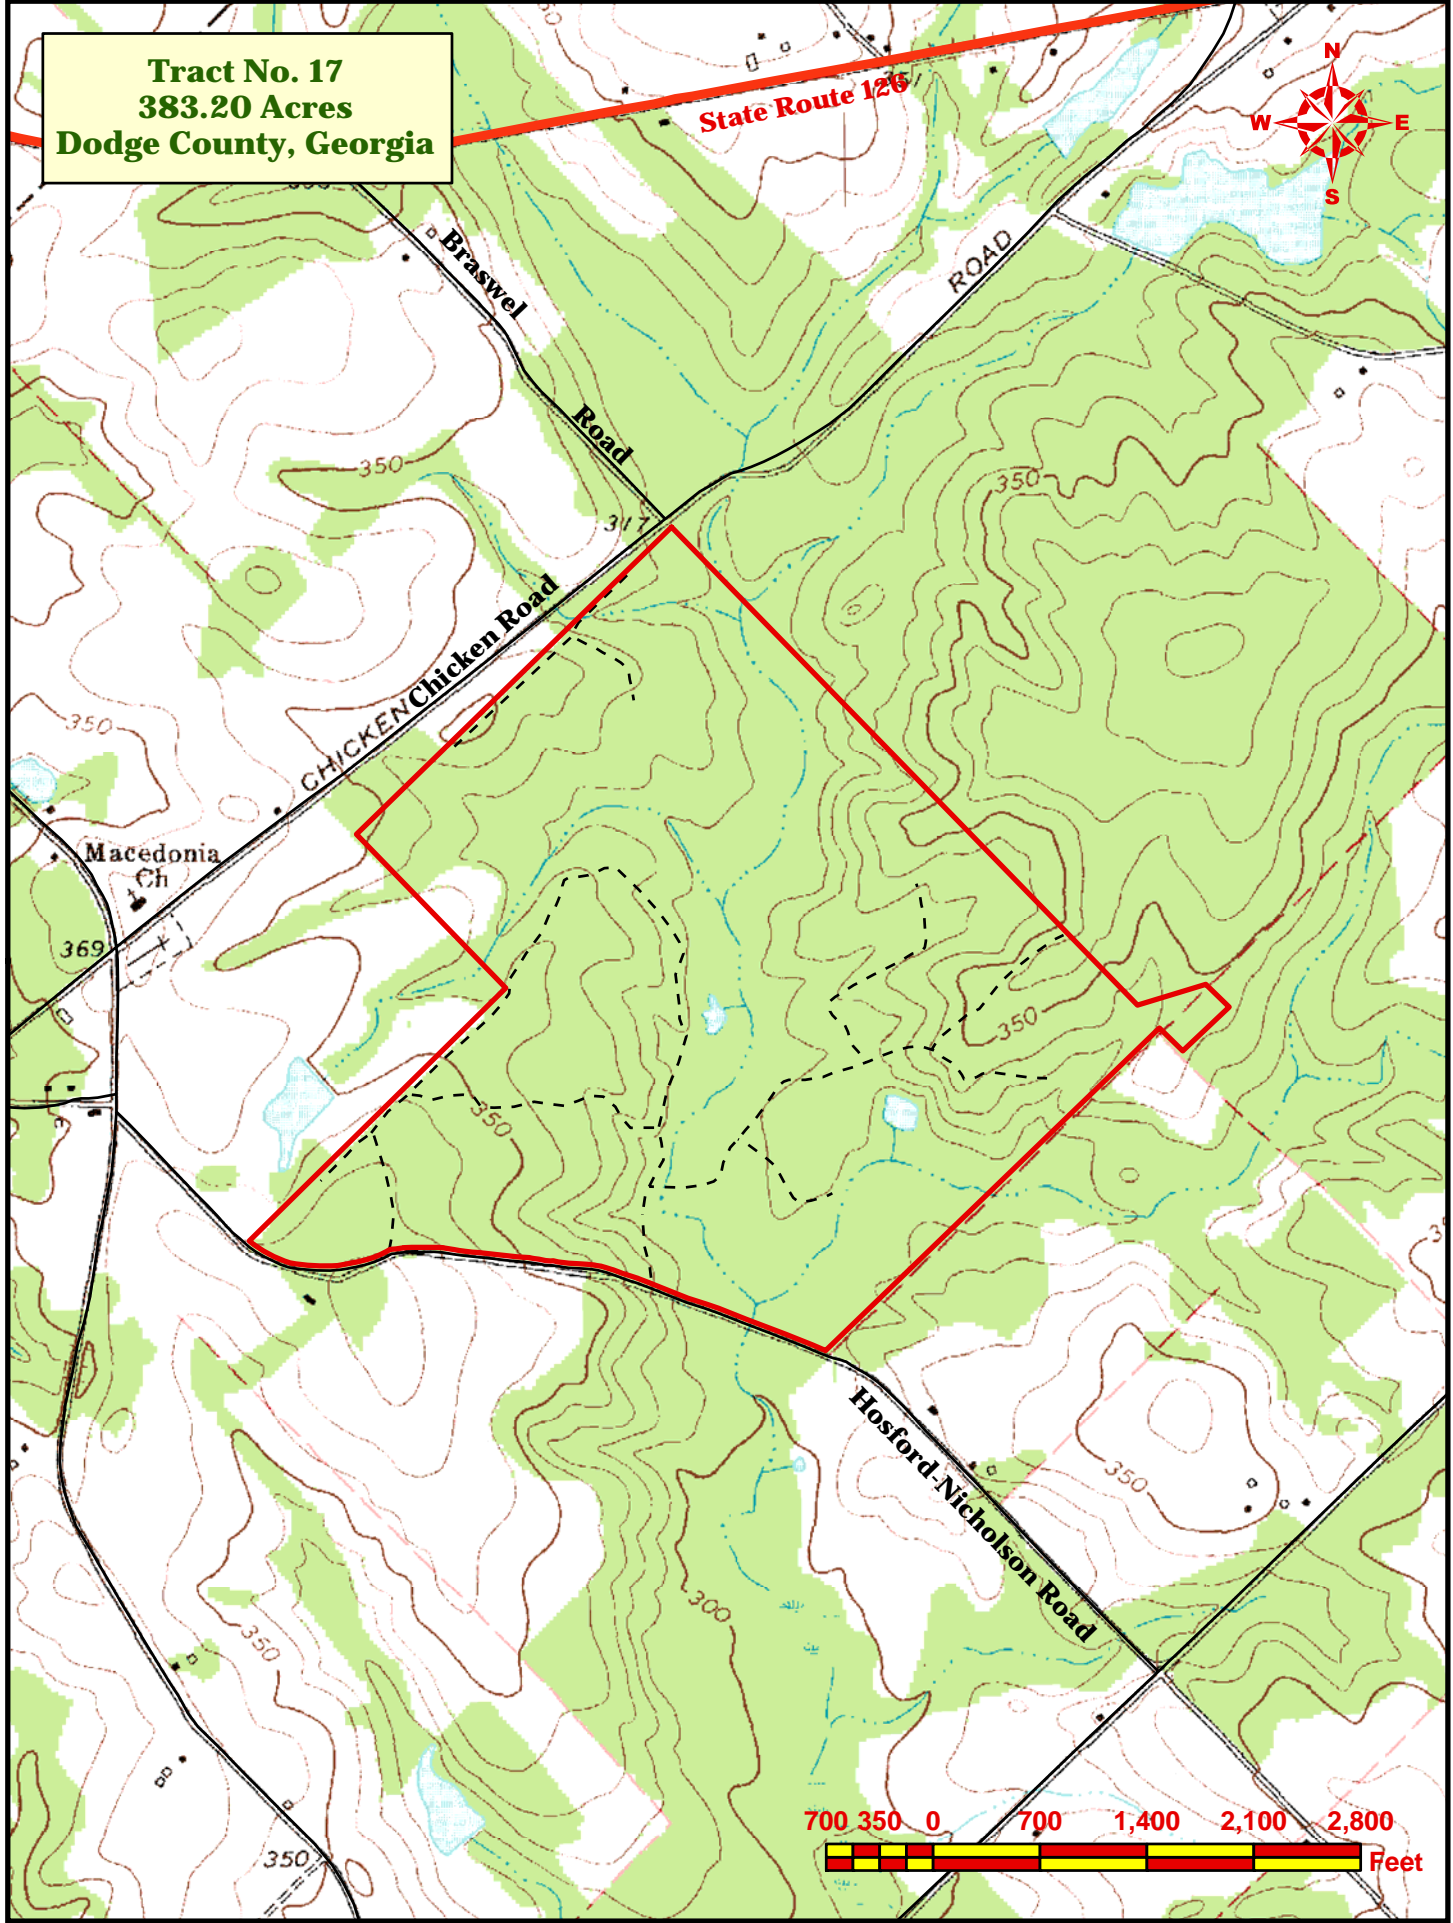 Tract No. 17
383.20 Acres
Dodge County, Georgia
State Route 126
N
W
E
S
Braswel
Road
ROAD
350
350
317
Chicken Road
CHICKEN
350
Macedonia
Ch
369
350
350
Hosford-Nicholson Road
350
300
350
350
700 350 0 700 1,400 2,100 2,800
Feet